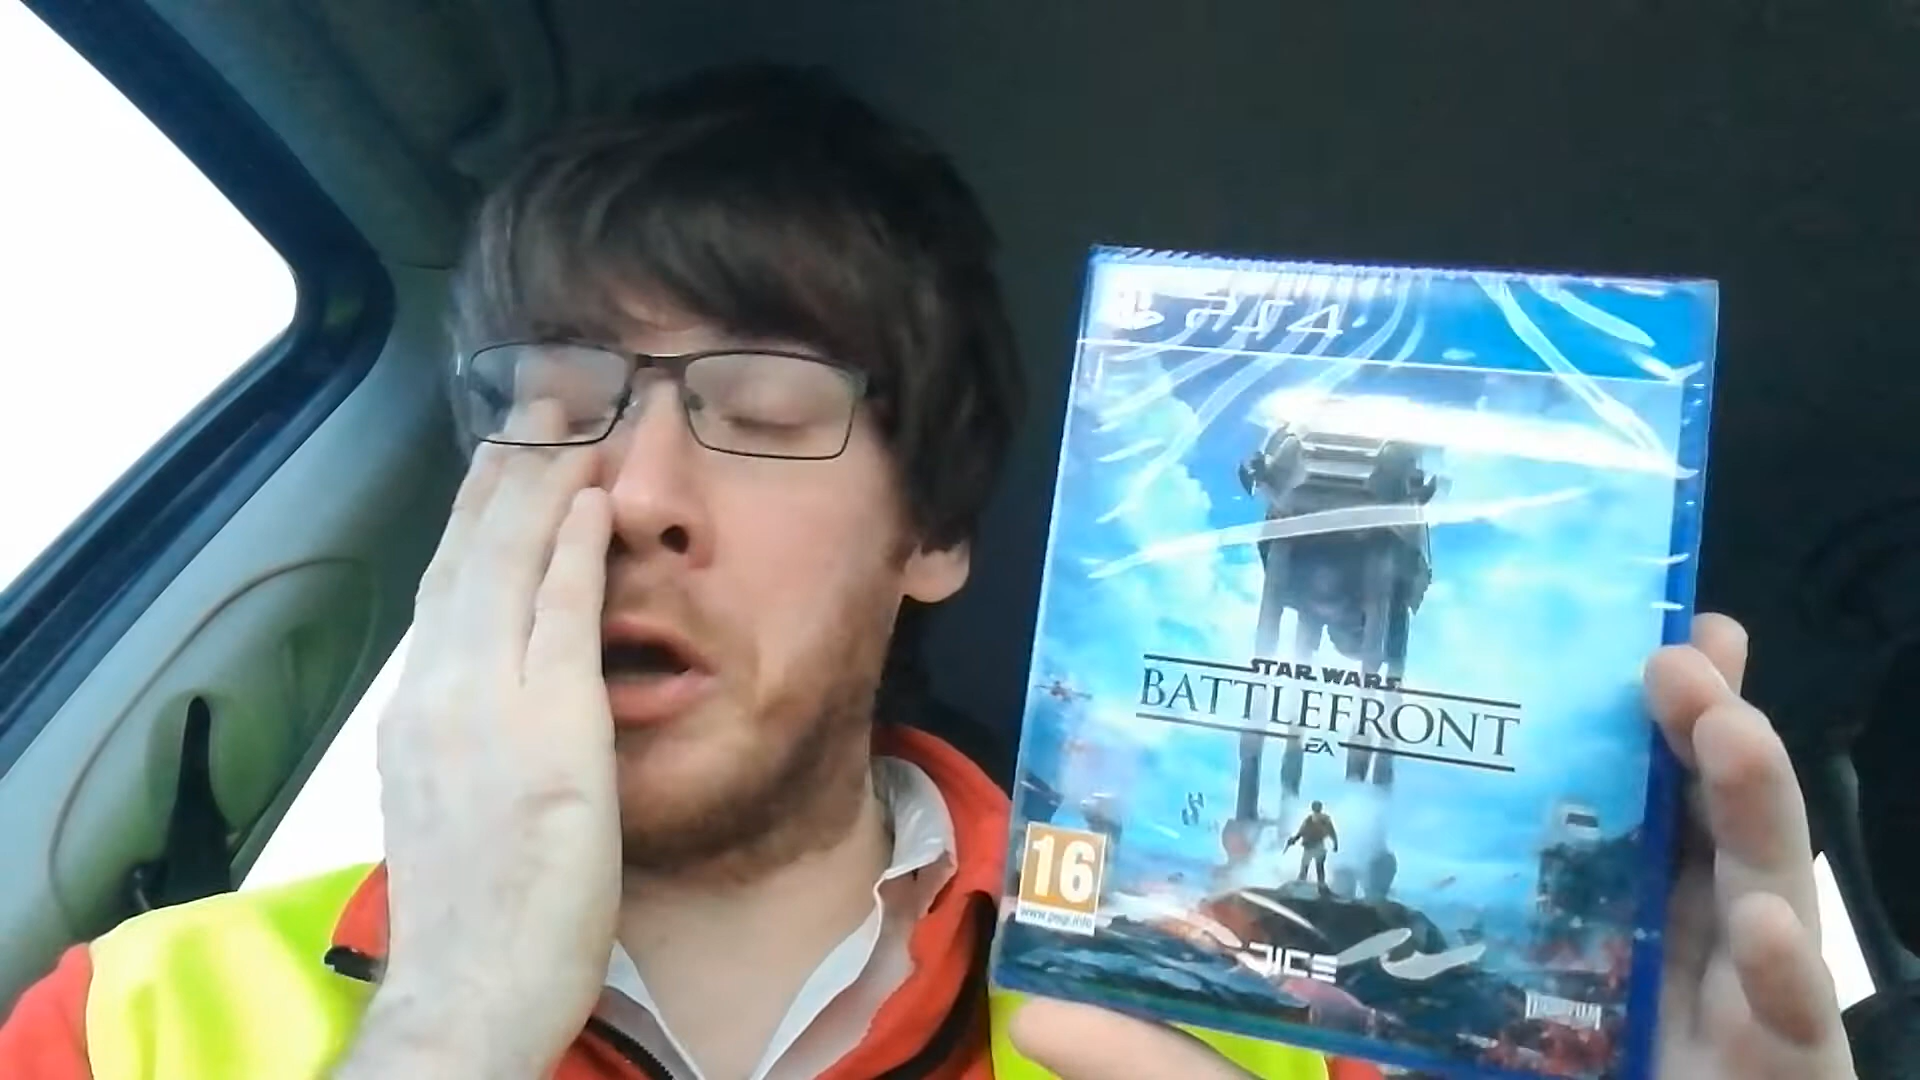 PS4
STAR WARS
BATTLEFRONT
EA
16
www.pegi.info
DICE